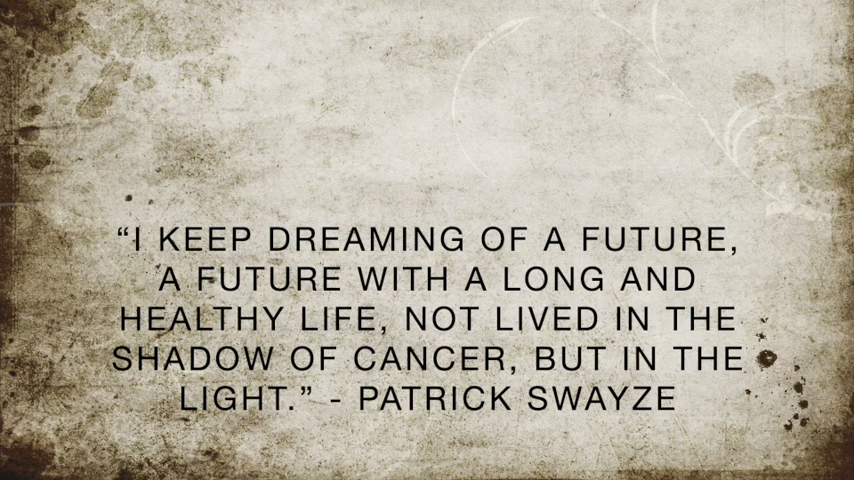 “I KEEP DREAMING OF A FUTURE,
A FUTURE WITH A LONG AND
HEALTHY LIFE, NOT LIVED IN THE
SHADOW OF CANCER, BUT IN THE
LIGHT.” - PATRICK SWAYZE